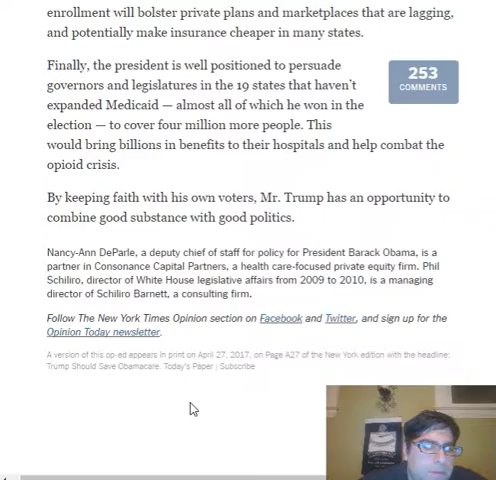 enrollment will bolster private plans and marketplaces that are lagging,
and potentially make insurance cheaper in many states.
Finally, the president is well positioned to persuade
governors and legislatures in the 19 states that haven't
expanded Medicaid — almost all of which he won in the
election — to cover four million more people. This
would bring billions in benefits to their hospitals and help combat the
opioid crisis.
253
COMMENTS
By keeping faith with his own voters, Mr. Trump has an opportunity to
combine good substance with good politics.
Nancy-Ann DeParle, a deputy chief of staff for policy for President Barack Obama, is a
partner in Consonance Capital Partners, a health care-focused private equity firm. Phil
Schiliro, director of White House legislative affairs from 2009 to 2010, is a managing
director of Schiliro Barnett, a consulting firm.
Follow The New York Times Opinion section on Facebook and Twitter, and sign up for the
Opinion Today newsletter.
A version of this op-ed appears in print on April 27, 2017, on Page A27 of the New York edition with the headline:
Trump Should Save Obamacare. Today's Paper | Subscribe